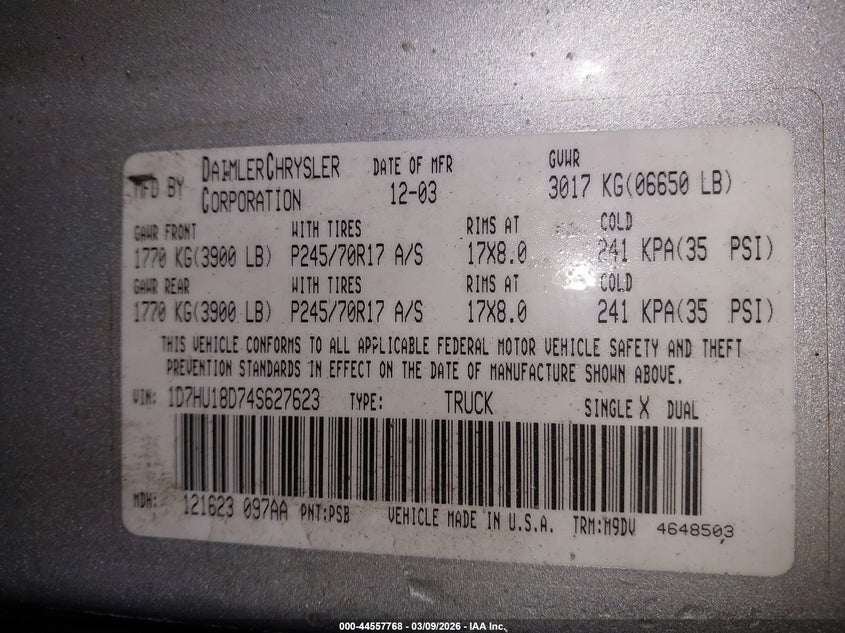 MFD BY DAIMLERCHRYSLER CORPORATION DATE OF MFR 12-03 GVWR 3017 KG(06650 LB)
GAWR FRONT WITH TIRES RIMS AT COLD
1770 KG(3900 LB) P245/70R17 A/S 17X8.0 241 KPA(35 PSI)
GAWR REAR WITH TIRES RIMS AT COLD
1770 KG(3900 LB) P245/70R17 A/S 17X8.0 241 KPA(35 PSI)
THIS VEHICLE CONFORMS TO ALL APPLICABLE FEDERAL MOTOR VEHICLE SAFETY AND THEFT
PREVENTION STANDARDS IN EFFECT ON THE DATE OF MANUFACTURE SHOWN ABOVE.
VIN: 1D7HU18D74S627623 TYPE: TRUCK SINGLE X DUAL
MDH: 121623 097AA PNT:PSB VEHICLE MADE IN U.S.A. TRM:M9DV 4648503
000-44557768 - 03/09/2026 - IAA Inc.